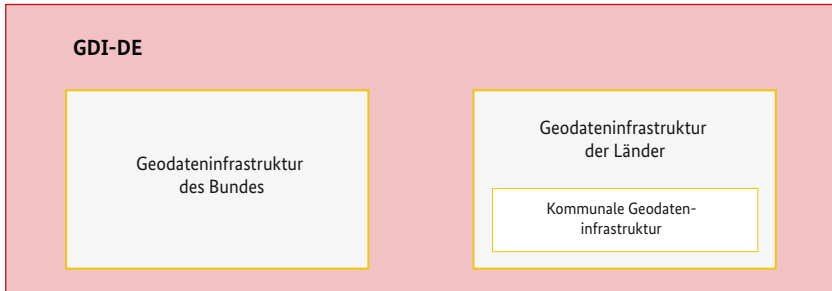 GDI-DE
Geodateninfrastruktur
des Bundes
Geodateninfrastruktur
der Länder
Kommunale Geodaten-
infrastruktur